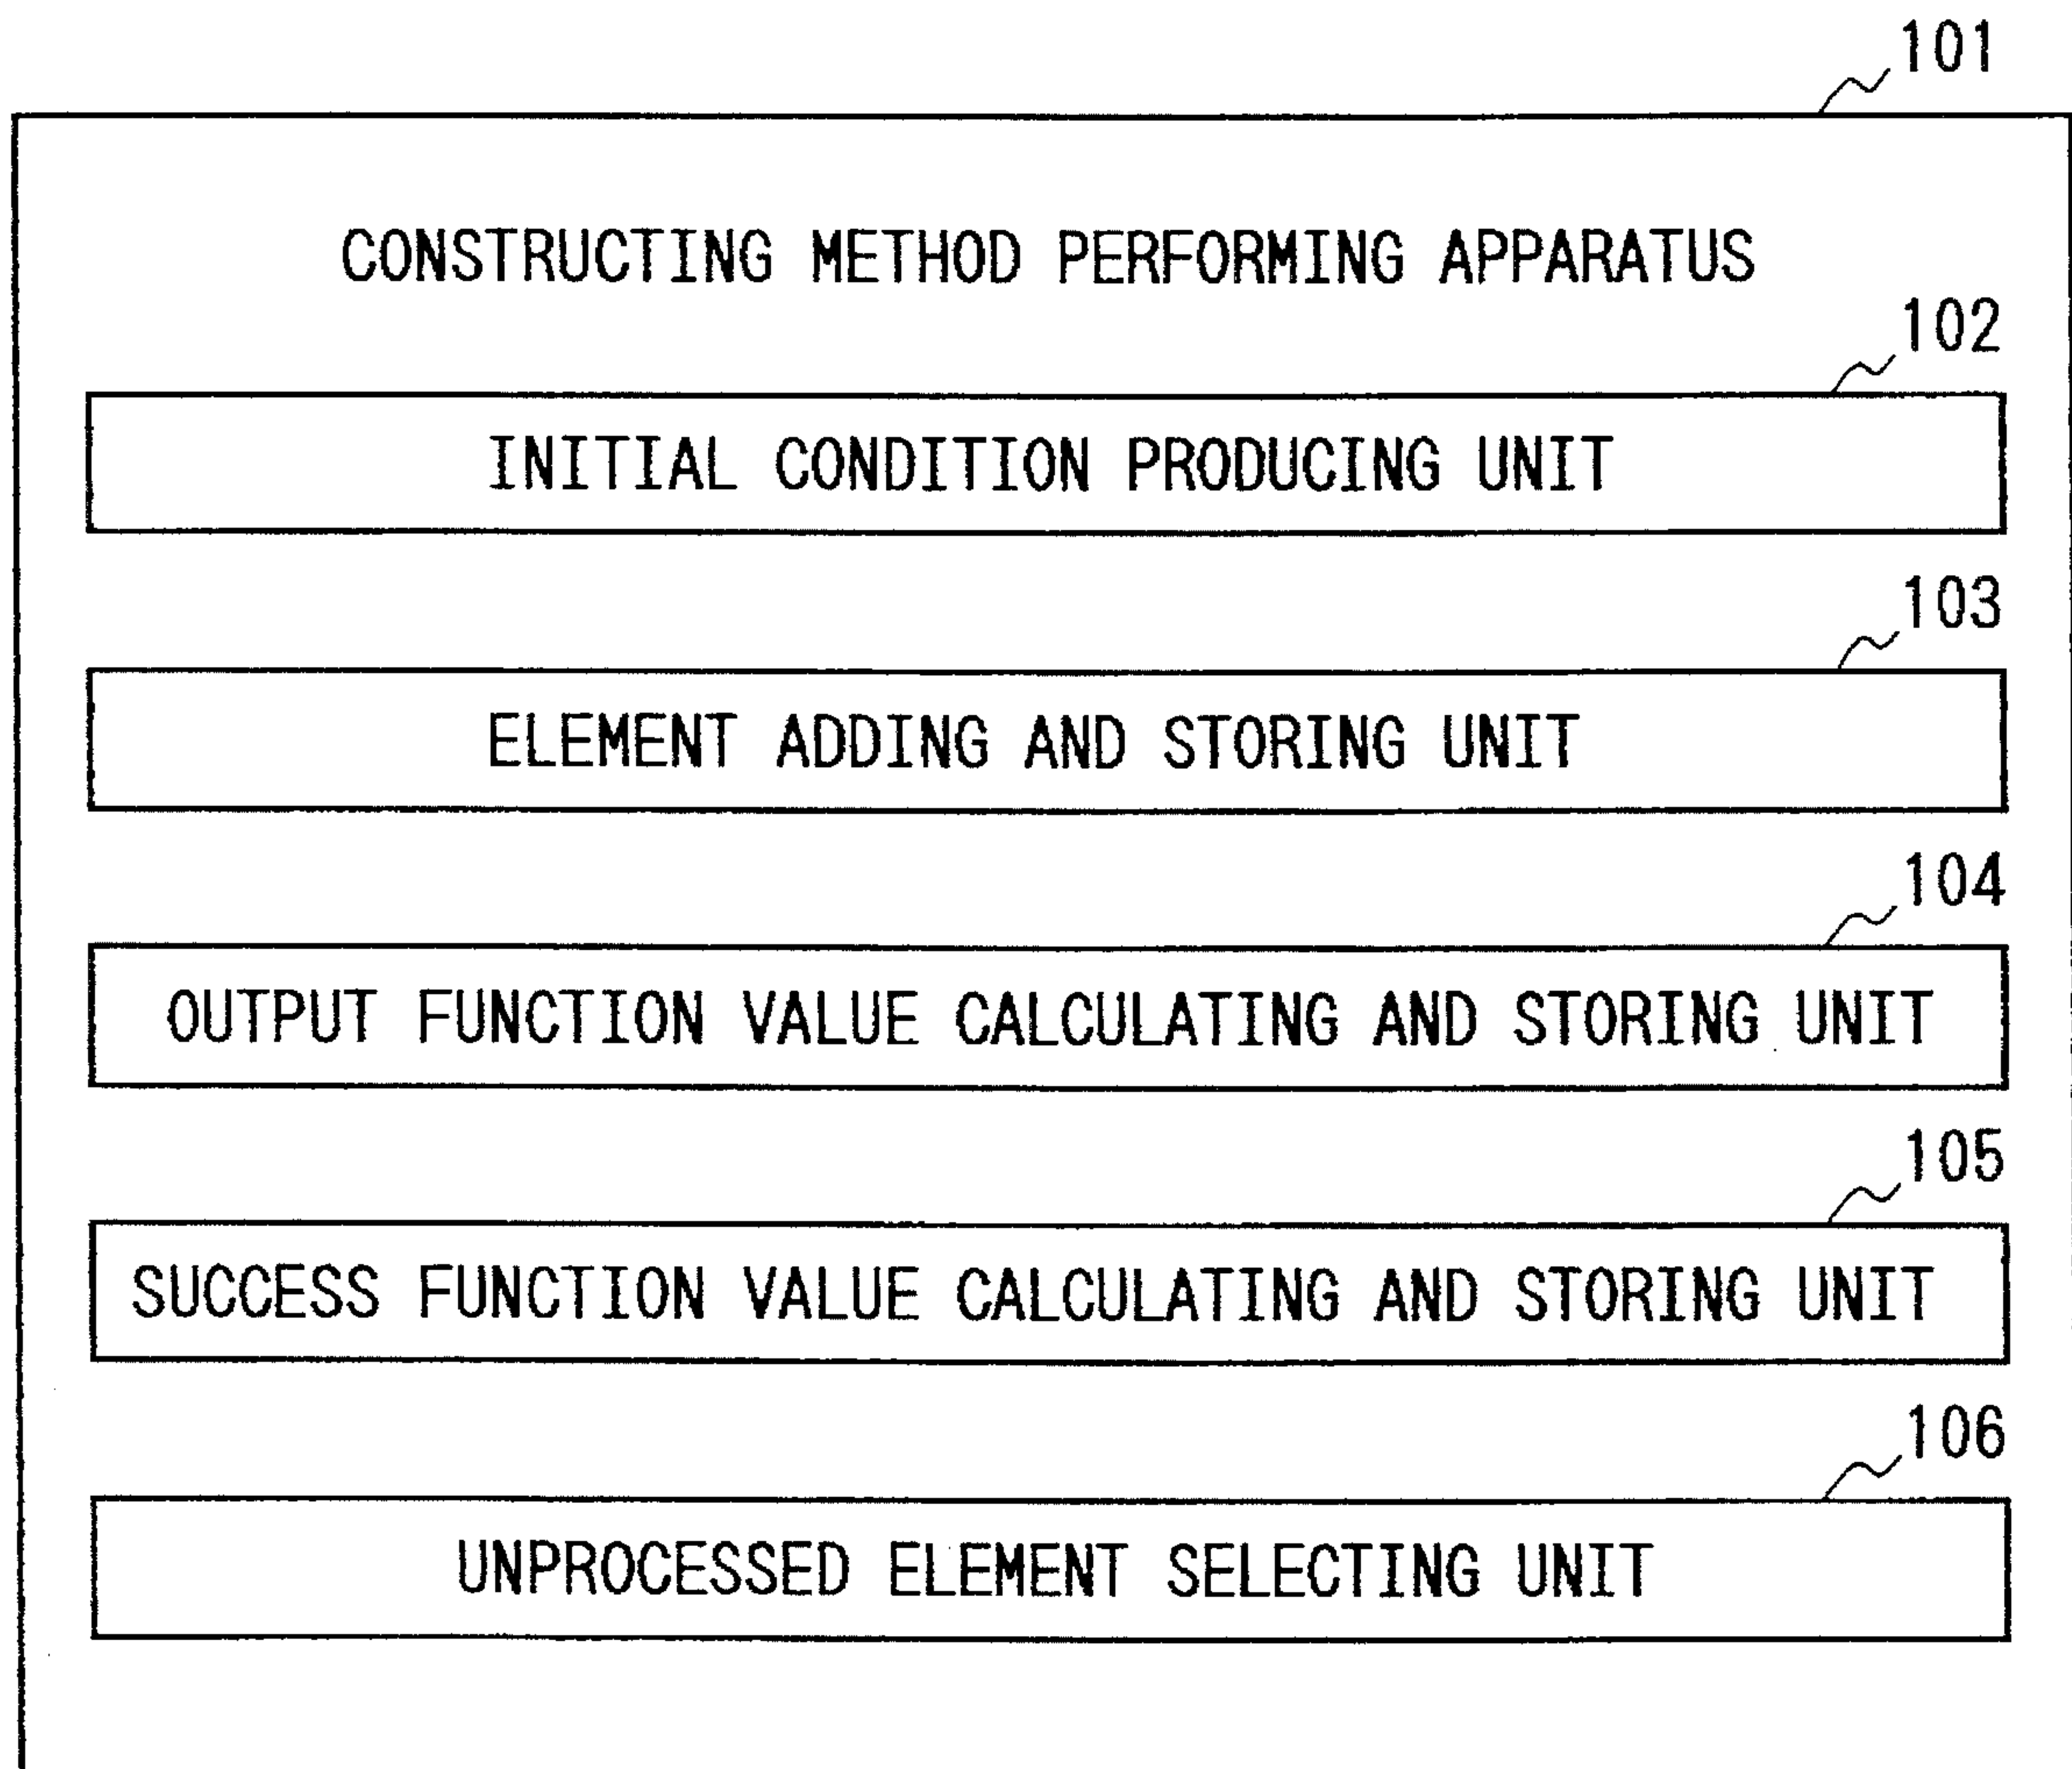 101
CONSTRUCTING METHOD PERFORMING APPARATUS
102
INITIAL CONDITION PRODUCING UNIT
103
ELEMENT ADDING AND STORING UNIT
104
OUTPUT FUNCTION VALUE CALCULATING AND STORING UNIT
105
SUCCESS FUNCTION VALUE CALCULATING AND STORING UNIT
106
UNPROCESSED ELEMENT SELECTING UNIT